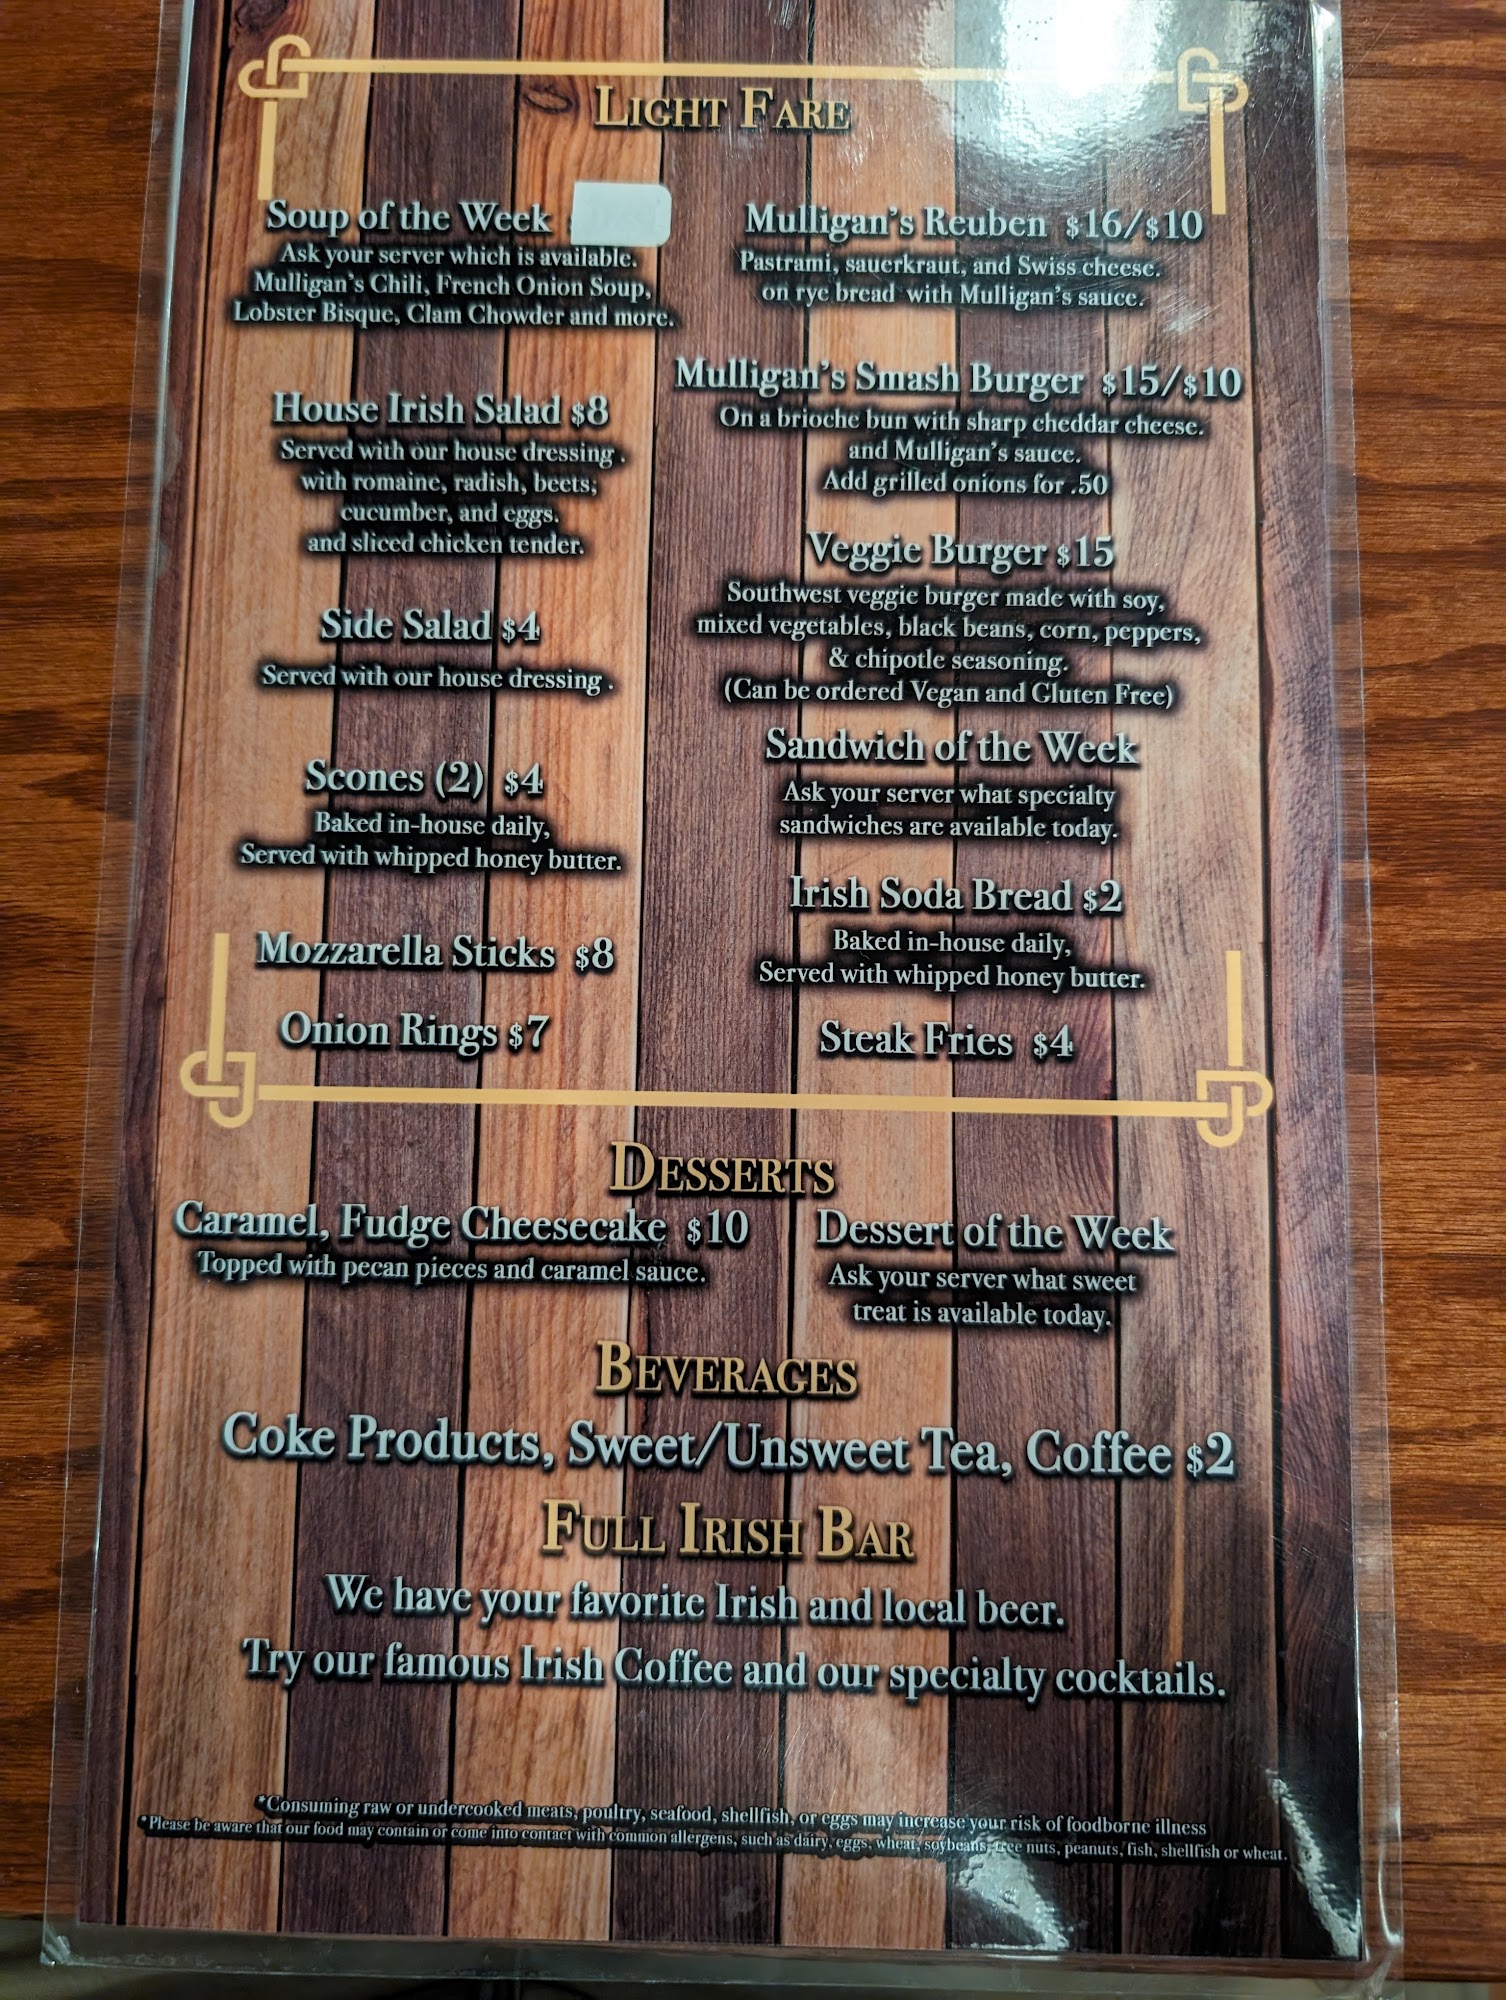 LIGHT FARE
Soup of the Week
Ask your server which is available.
Mulligan's Chili, French Onion Soup,
Lobster Bisque, Clam Chowder and more.
House Irish Salad $8
Served with our house dressing .
with romaine, radish, beets,
cucumber, and eggs.
and sliced chicken tender.
Side Salad $4
Served with our house dressing .
Scones (2) $4
Baked in-house daily,
Served with whipped honey butter.
Mozzarella Sticks $8
Onion Rings $7
Mulligan's Reuben $16/$10
Pastrami, sauerkraut, and Swiss cheese.
on rye bread with Mulligan's sauce.
Mulligan's Smash Burger $15/$10
On a brioche bun with sharp cheddar cheese.
and Mulligan's sauce.
Add grilled onions for .50
Veggie Burger $15
Southwest veggie burger made with soy,
mixed vegetables, black beans, corn, peppers,
& chipotle seasoning.
(Can be ordered Vegan and Gluten Free)
Sandwich of the Week
Ask your server what specialty
sandwiches are available today.
Irish Soda Bread $2
Baked in-house daily,
Served with whipped honey butter.
Steak Fries $4
DESSERTS
Caramel, Fudge Cheesecake $10
Topped with pecan pieces and caramel sauce.
Dessert of the Week
Ask your server what sweet
treat is available today.
BEVERAGES
Coke Products, Sweet/Unsweet Tea, Coffee $2
FULL IRISH BAR
We have your favorite Irish and local beer.
Try our famous Irish Coffee and our specialty cocktails.
*Consuming raw or undercooked meats, poultry, seafood, shellfish, or eggs may increase your risk of foodborne illness
*Please be aware that our food may contain or come into contact with common allergens, such as dairy, eggs, wheat, soybeans, tree nuts, peanuts, fish, shellfish or wheat.